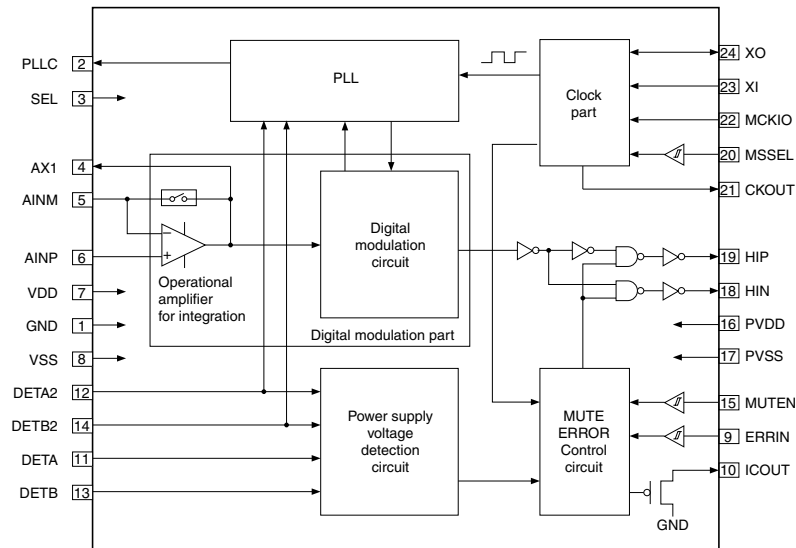 PLLC 2
SEL 3
AX1 4
AINM 5
AINP 6
VDD 7
GND 1
VSS 8
DETA2 12
DETB2 14
DETA 11
DETB 13
PLL
Clock
part
Digital
modulation
circuit
Operational
amplifier
for integration
Digital modulation part
Power supply
voltage
detection
circuit
MUTE
ERROR
Control
circuit
GND
24 XO
23 XI
22 MCKIO
20 MSSEL
21 CKOUT
19 HIP
18 HIN
16 PVDD
17 PVSS
15 MUTEN
9 ERRIN
10 ICOUT